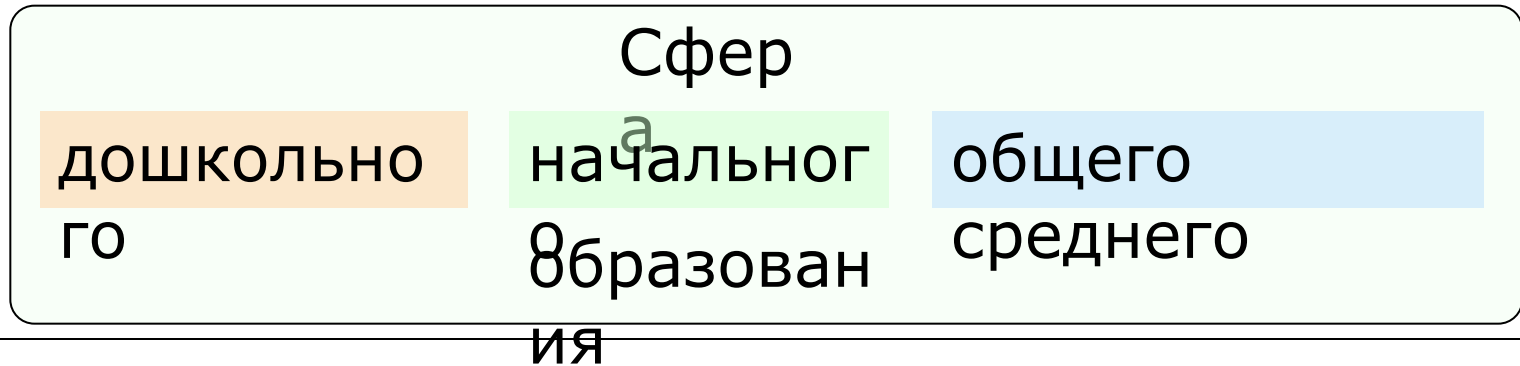 Сфер
а
дошкольно
го
начальног
о
общего
среднего
образован
ия